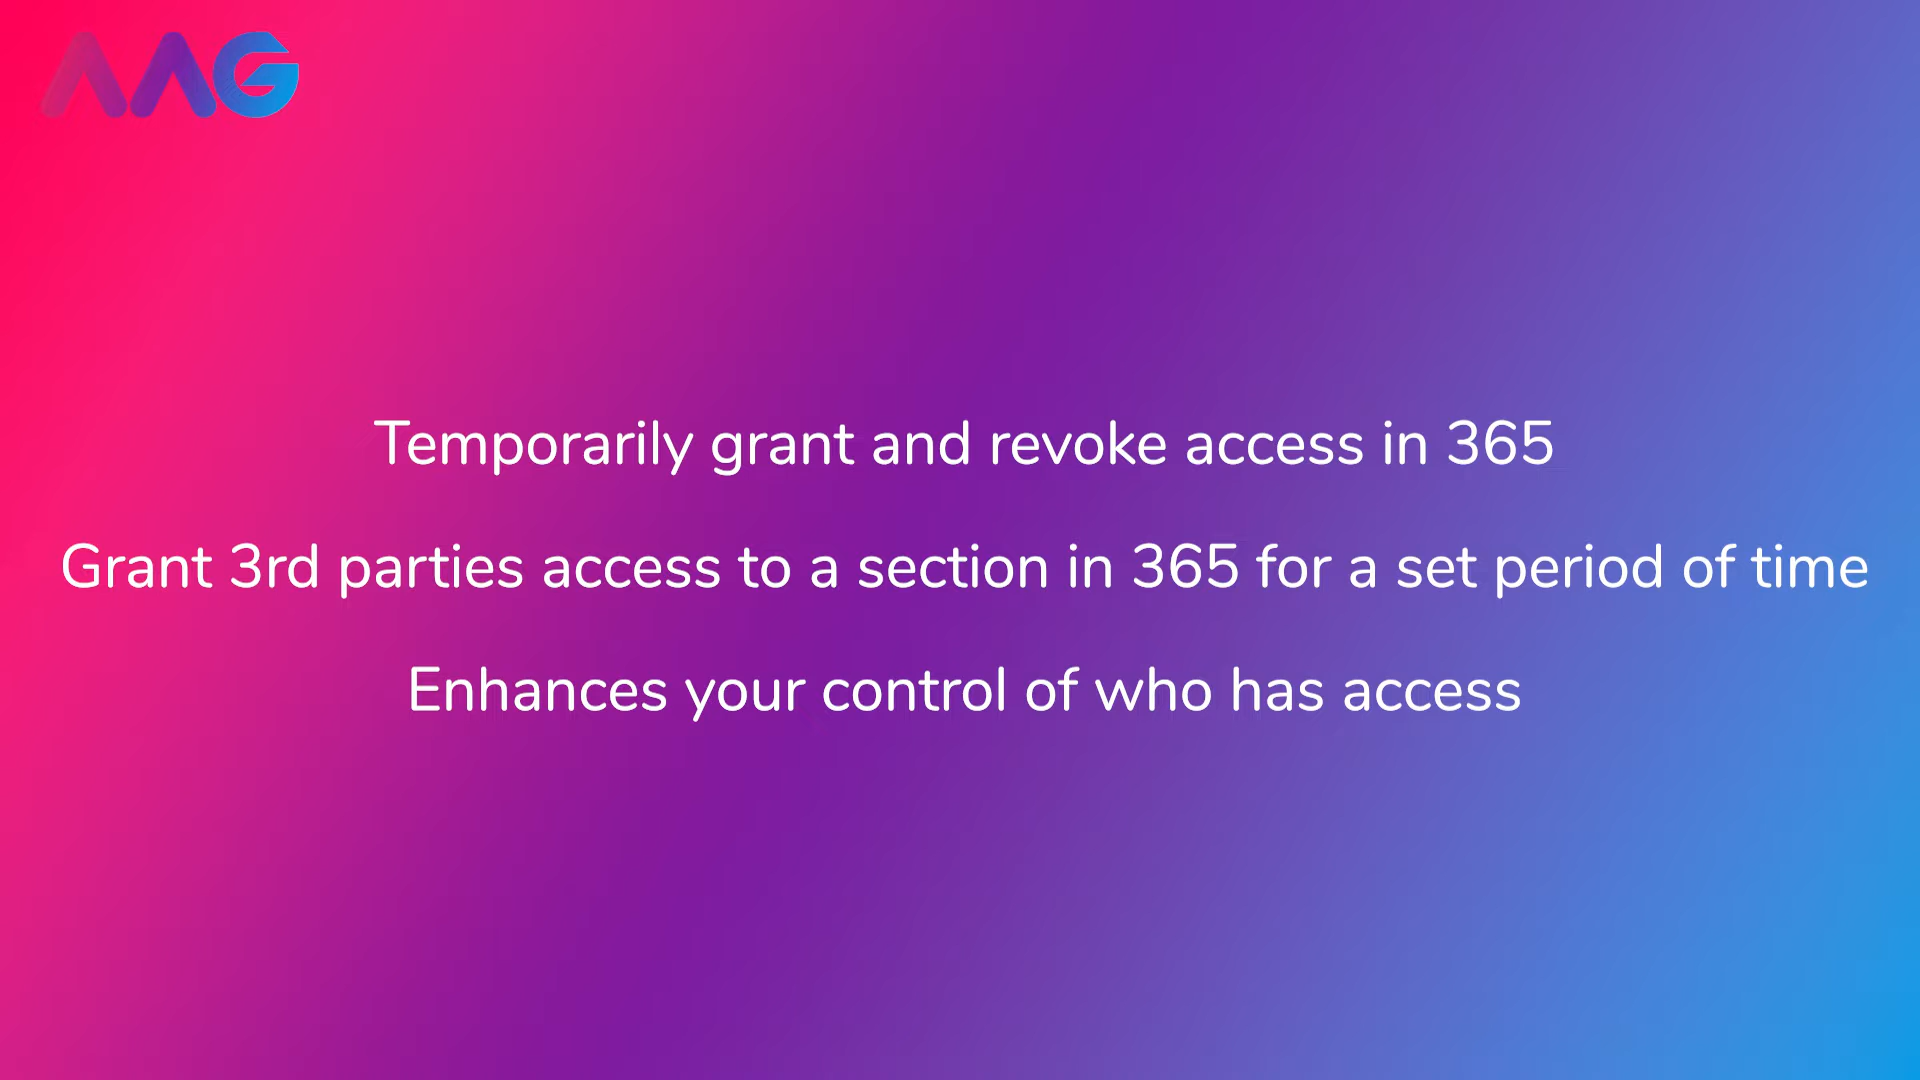 AAG
Temporarily grant and revoke access in 365
Grant 3rd parties access to a section in 365 for a set period of time
Enhances your control of who has access